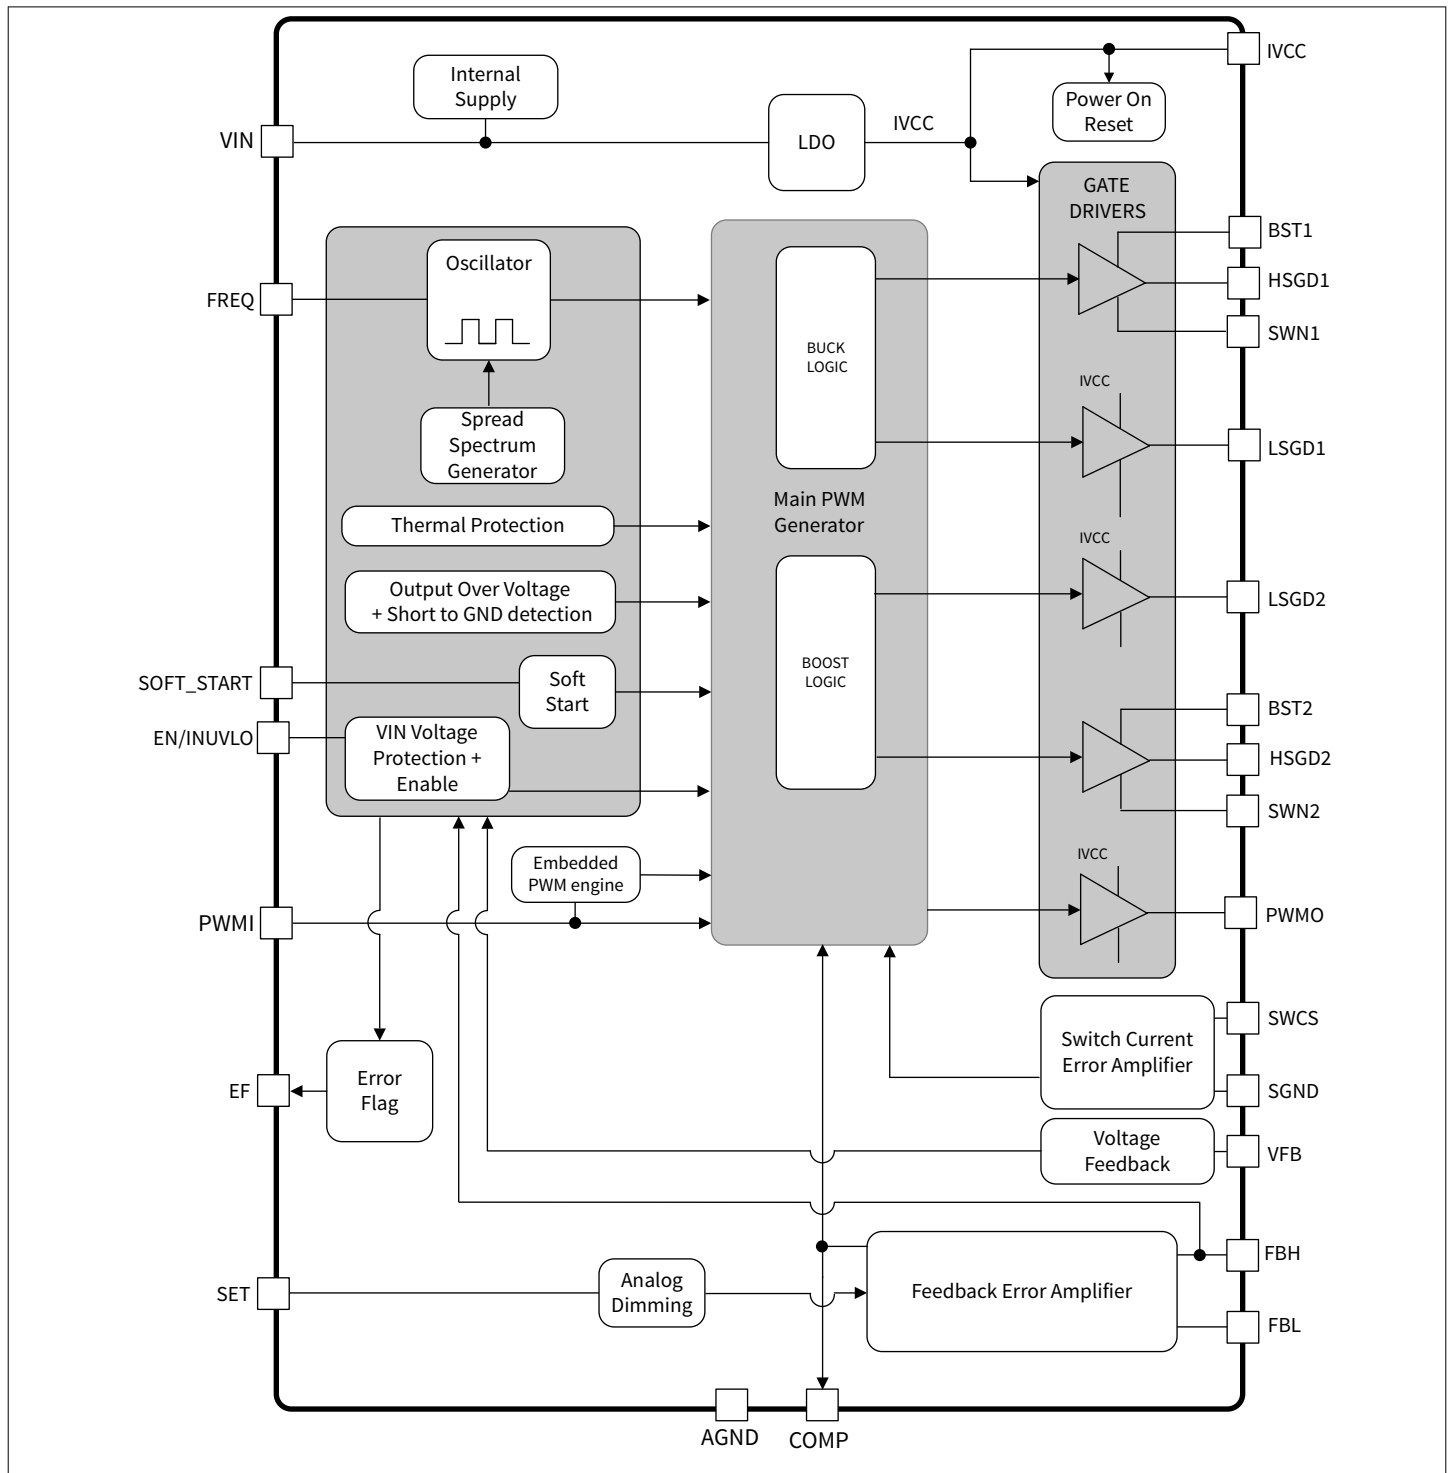 IVCC
Internal
Supply
Power On
Reset
VIN
LDO
IVCC
GATE
DRIVERS
BST1
Oscillator
HSGD1
FREQ
SWN1
BUCK
LOGIC
IVCC
Spread
Spectrum
Generator
LSGD1
Main PWM
Generator
Thermal Protection
IVCC
Output Over Voltage
+ Short to GND detection
LSGD2
BOOST
LOGIC
SOFT_START
Soft
Start
BST2
EN/INUVLO
VIN Voltage
Protection +
Enable
HSGD2
SWN2
IVCC
Embedded
PWM engine
PWMI
PWMO
SWCS
Switch Current
Error Amplifier
EF
Error
Flag
SGND
Voltage
Feedback
VFB
FBH
SET
Analog
Dimming
Feedback Error Amplifier
FBL
AGND
COMP